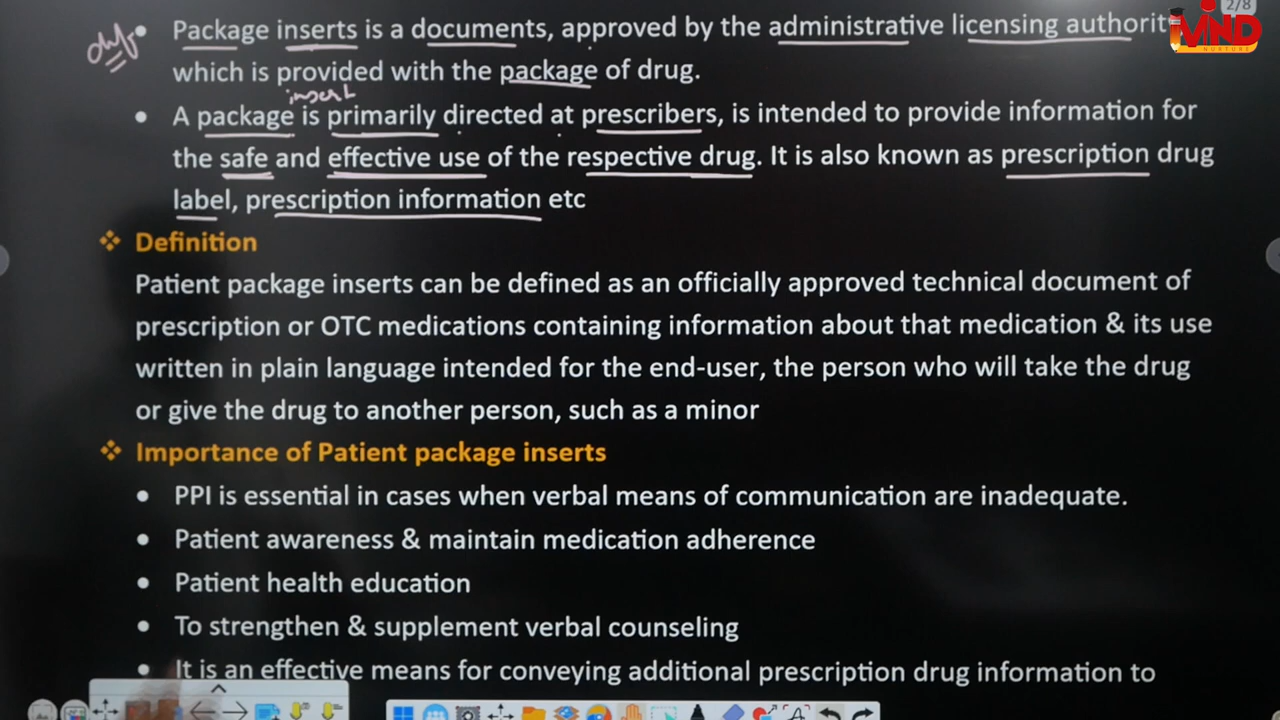 2/8
MIND
NURTURE
def
• Package inserts is a documents, approved by the administrative licensing authorit
which is provided with the package of drug.
insert
• A package is primarily directed at prescribers, is intended to provide information for
the safe and effective use of the respective drug. It is also known as prescription drug
label, prescription information etc
❖ Definition
Patient package inserts can be defined as an officially approved technical document of
prescription or OTC medications containing information about that medication & its use
written in plain language intended for the end-user, the person who will take the drug
or give the drug to another person, such as a minor
❖ Importance of Patient package inserts
• PPI is essential in cases when verbal means of communication are inadequate.
• Patient awareness & maintain medication adherence
• Patient health education
• To strengthen & supplement verbal counseling
• It is an effective means for conveying additional prescription drug information to